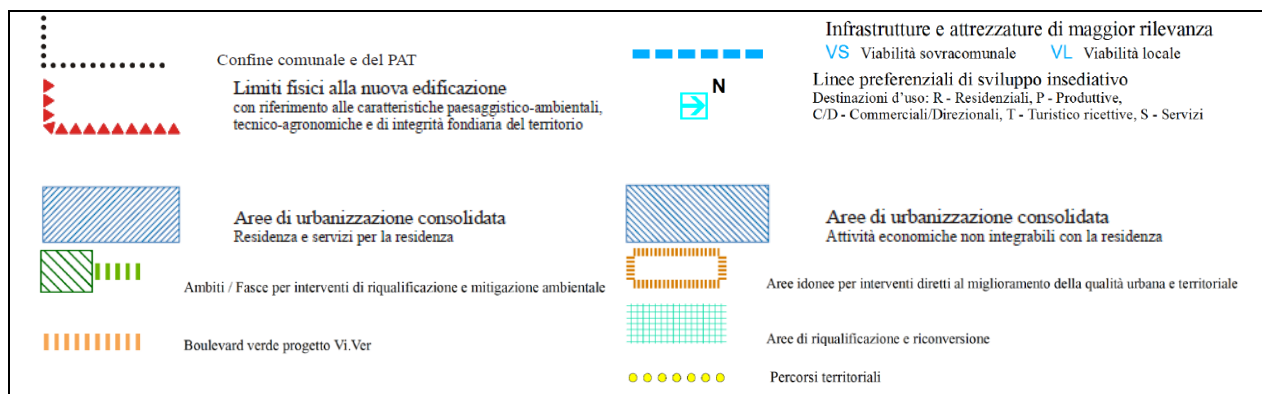 Confine comunale e del PAT
Limiti fisici alla nuova edificazione
con riferimento alle caratteristiche paesaggistico-ambientali,
tecnico-agronomiche e di integrità fondiaria del territorio
Aree di urbanizzazione consolidata
Residenza e servizi per la residenza
Ambiti / Fasce per interventi di riqualificazione e mitigazione ambientale
Boulevard verde progetto Vi.Ver
Infrastrutture e attrezzature di maggior rilevanza
VS Viabilità sovracomunale VL Viabilità locale
N
Linee preferenziali di sviluppo insediativo
Destinazioni d'uso: R - Residenziali, P - Produttive,
C/D - Commerciali/Direzionali, T - Turistico ricettive, S - Servizi
Aree di urbanizzazione consolidata
Attività economiche non integrabili con la residenza
Aree idonee per interventi diretti al miglioramento della qualità urbana e territoriale
Aree di riqualificazione e riconversione
Percorsi territoriali